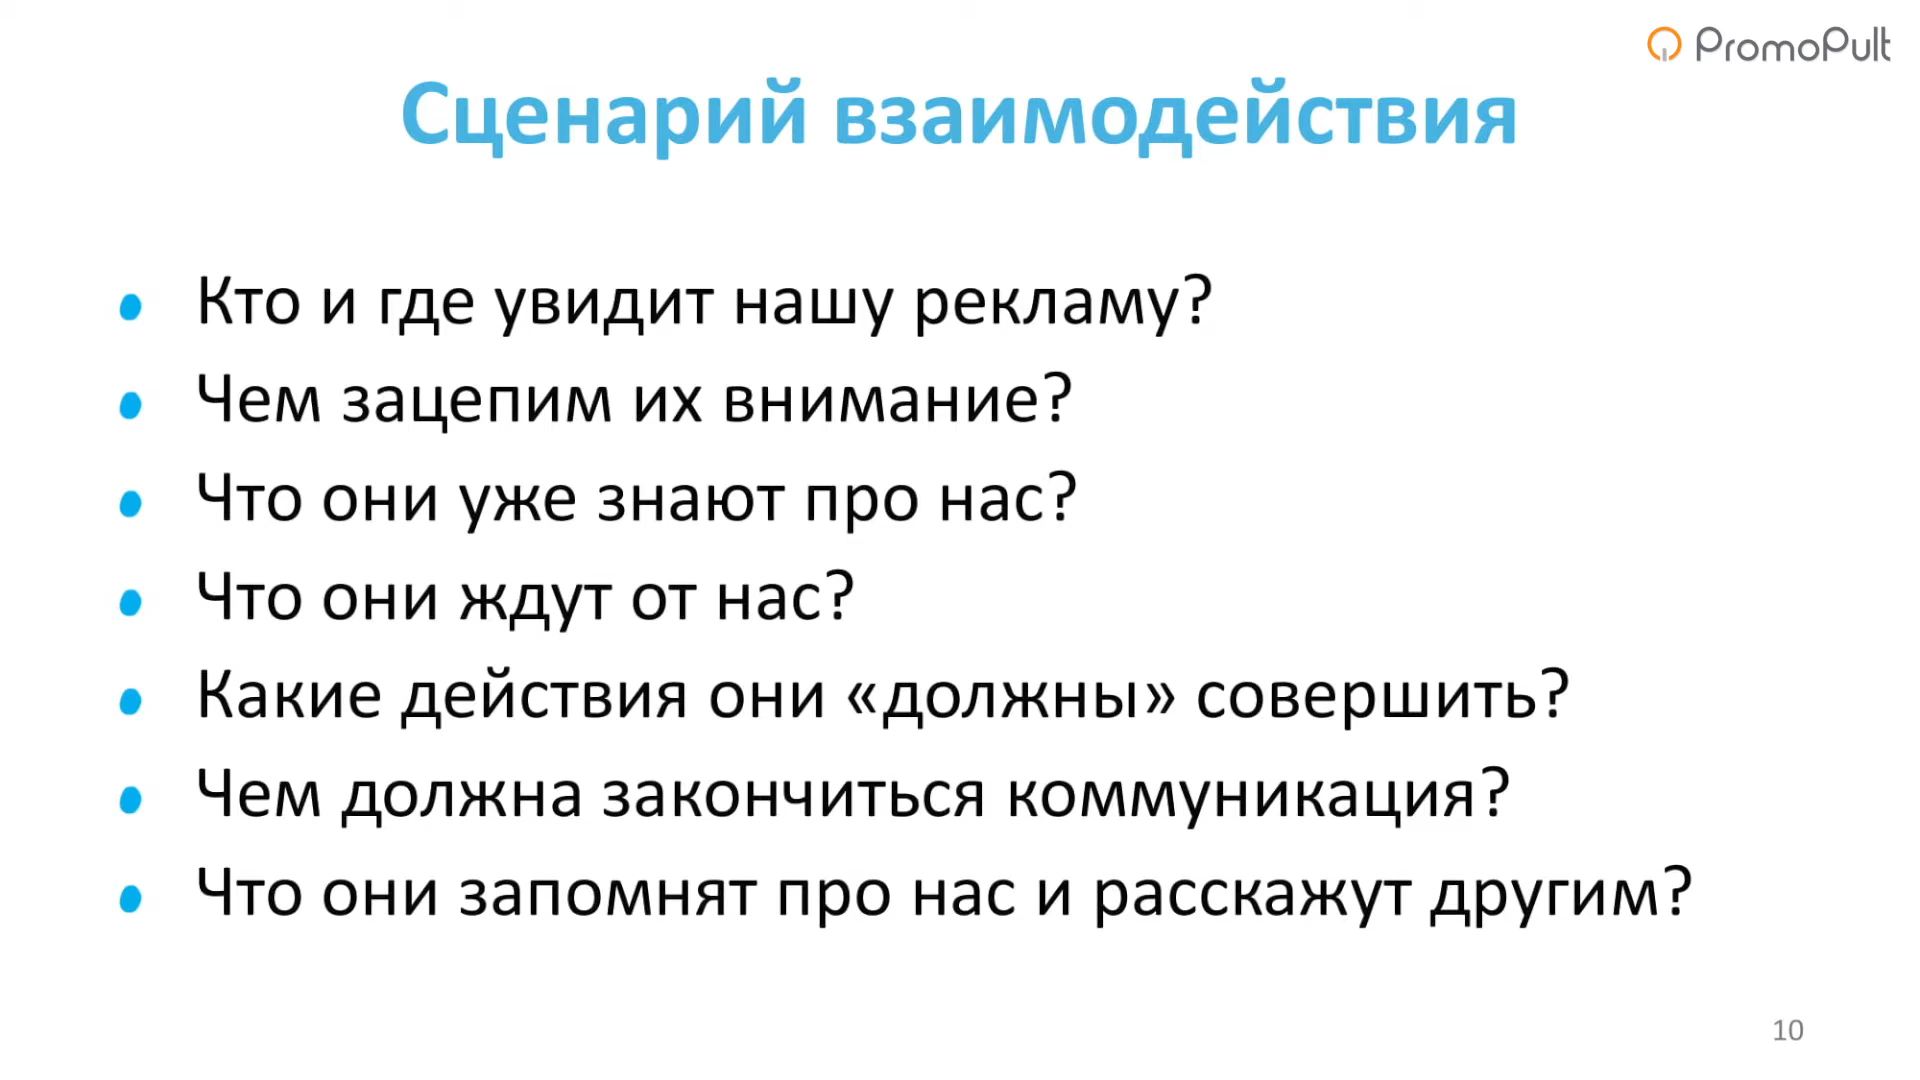 PromoPult
Сценарий взаимодействия
• Кто и где увидит нашу рекламу?
• Чем зацепим их внимание?
• Что они уже знают про нас?
• Что они ждут от нас?
• Какие действия они «должны» совершить?
• Чем должна закончиться коммуникация?
• Что они запомнят про нас и расскажут другим?
10